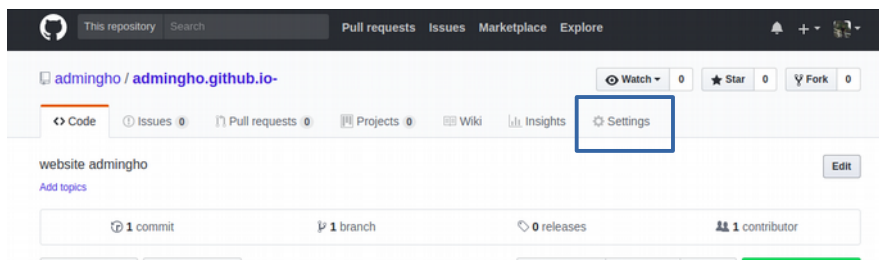 This repository Search Pull requests Issues Marketplace Explore
admingho / admingho.github.io- Watch 0 Star 0 Fork 0
<> Code Issues 0 Pull requests 0 Projects 0 Wiki Insights Settings
website admingho Edit
Add topics
1 commit 1 branch 0 releases 1 contributor